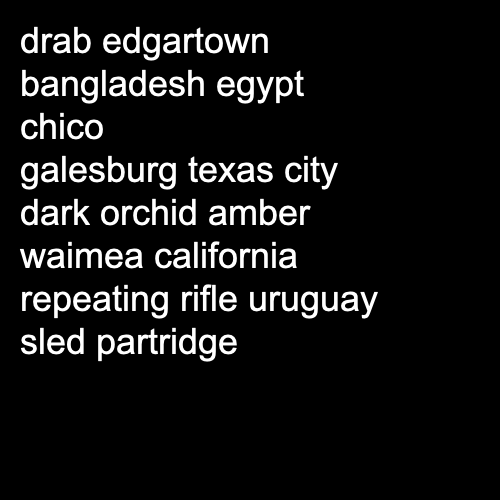 drab edgartown
bangladesh egypt
chico
galesburg texas city
dark orchid amber
waimea california
repeating rifle uruguay
sled partridge